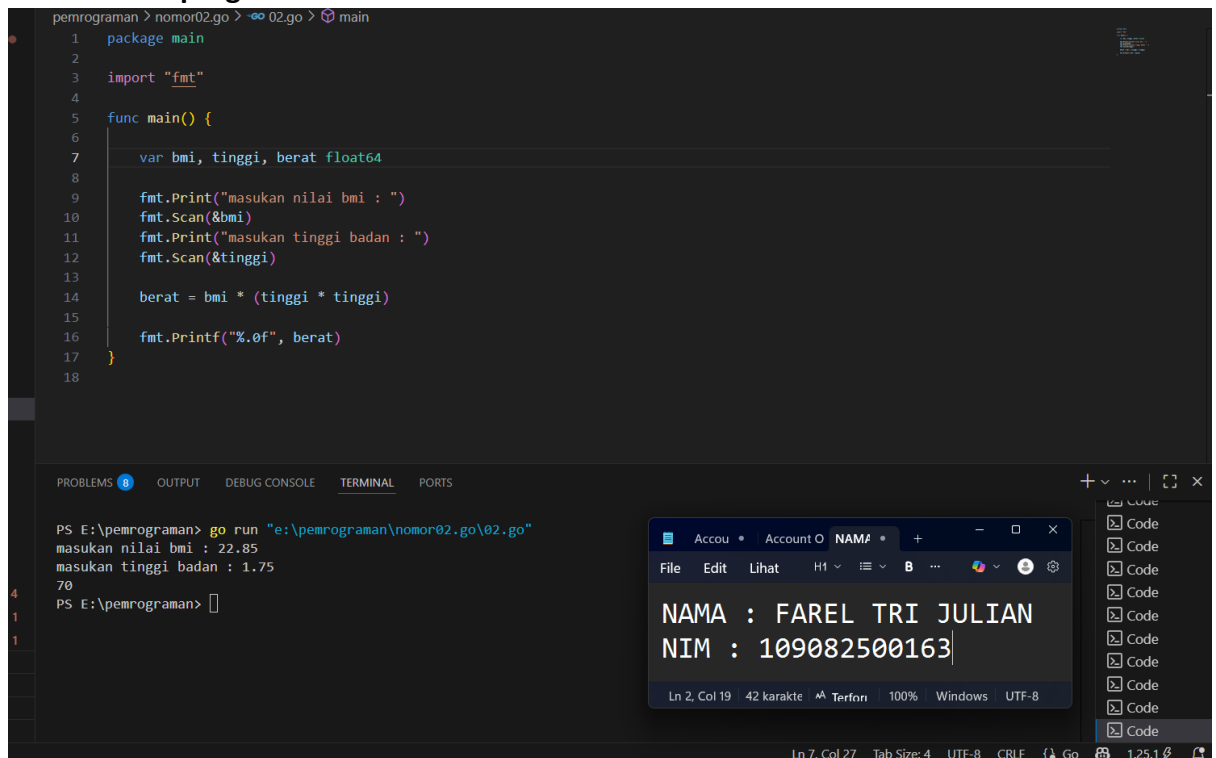 pemrograman > nomor02.go > GO 02.go > main
1 package main
2
3 import "fmt"
4
5 func main() {
6
7 var bmi, tinggi, berat float64
8
9 fmt.Print("masukan nilai bmi : ")
10 fmt.Scan(&bmi)
11 fmt.Print("masukan tinggi badan : ")
12 fmt.Scan(&tinggi)
13
14 berat = bmi * (tinggi * tinggi)
15
16 fmt.Printf("%.0f", berat)
17 }
18
PROBLEMS 8 OUTPUT DEBUG CONSOLE TERMINAL PORTS
PS E:\pemrograman> go run "e:\pemrograman\nomor02.go\02.go"
masukan nilai bmi : 22.85
masukan tinggi badan : 1.75
70
PS E:\pemrograman>
4
1
1
Accou Account O NAMA +
File Edit Lihat H1 B ...
NAMA : FAREL TRI JULIAN
NIM : 109082500163
Ln 2, Col 19 42 karakte 100% Windows UTF-8
Code
Code
Code
Code
Code
Code
Code
Code
Code
Code
Code
Ln 7, Col 27 Tab Size: 4 UTF-8 CRLF {} Go 1.25.1